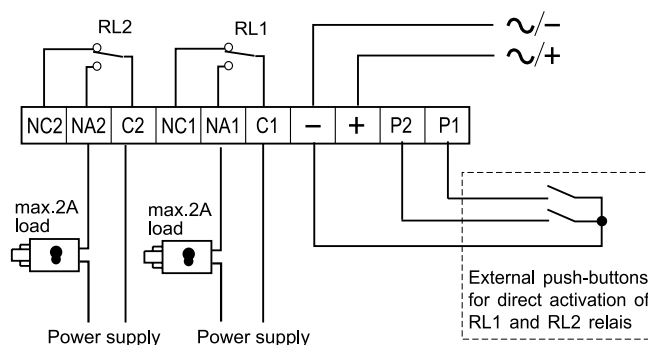 RL2
RL1
∿/−
∿/+
NC2 NA2 C2 NC1 NA1 C1 − + P2 P1
max.2A
load
max.2A
load
External push-buttons
for direct activation of
RL1 and RL2 relais
Power supply
Power supply